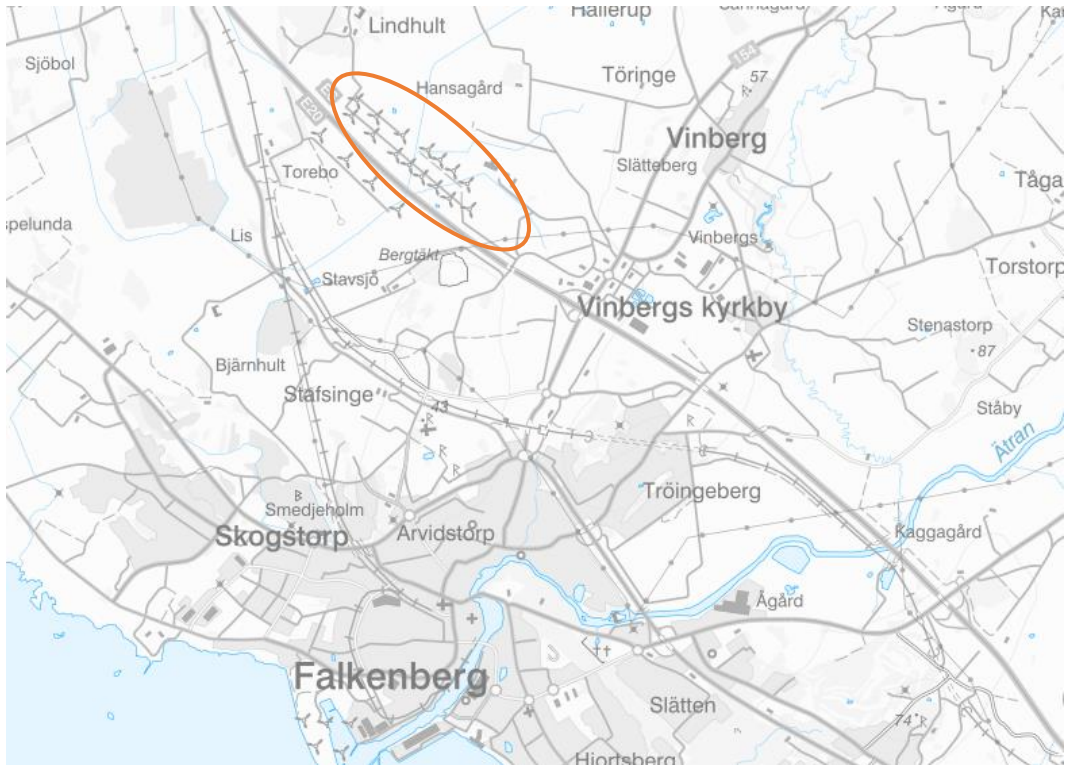 Lindhult
Hällerup
Sjöbol
154
Töringe
57
Hansagård
E20
Vinberg
Slätteberg
Torebo
Tåga
spelunda
Lis
Vinbergs
Bergtäkt
Torstorp
Stavsjö
Vinbergs kyrkby
Stenastorp
87
Bjärnhult
Stafsinge
43
Ståby
Ätran
Tröingeberg
Smedjeholm
Skogstorp
Arvidstorp
Kaggagård
Ågård
Falkenberg
Slätten
74
Hjortsberg